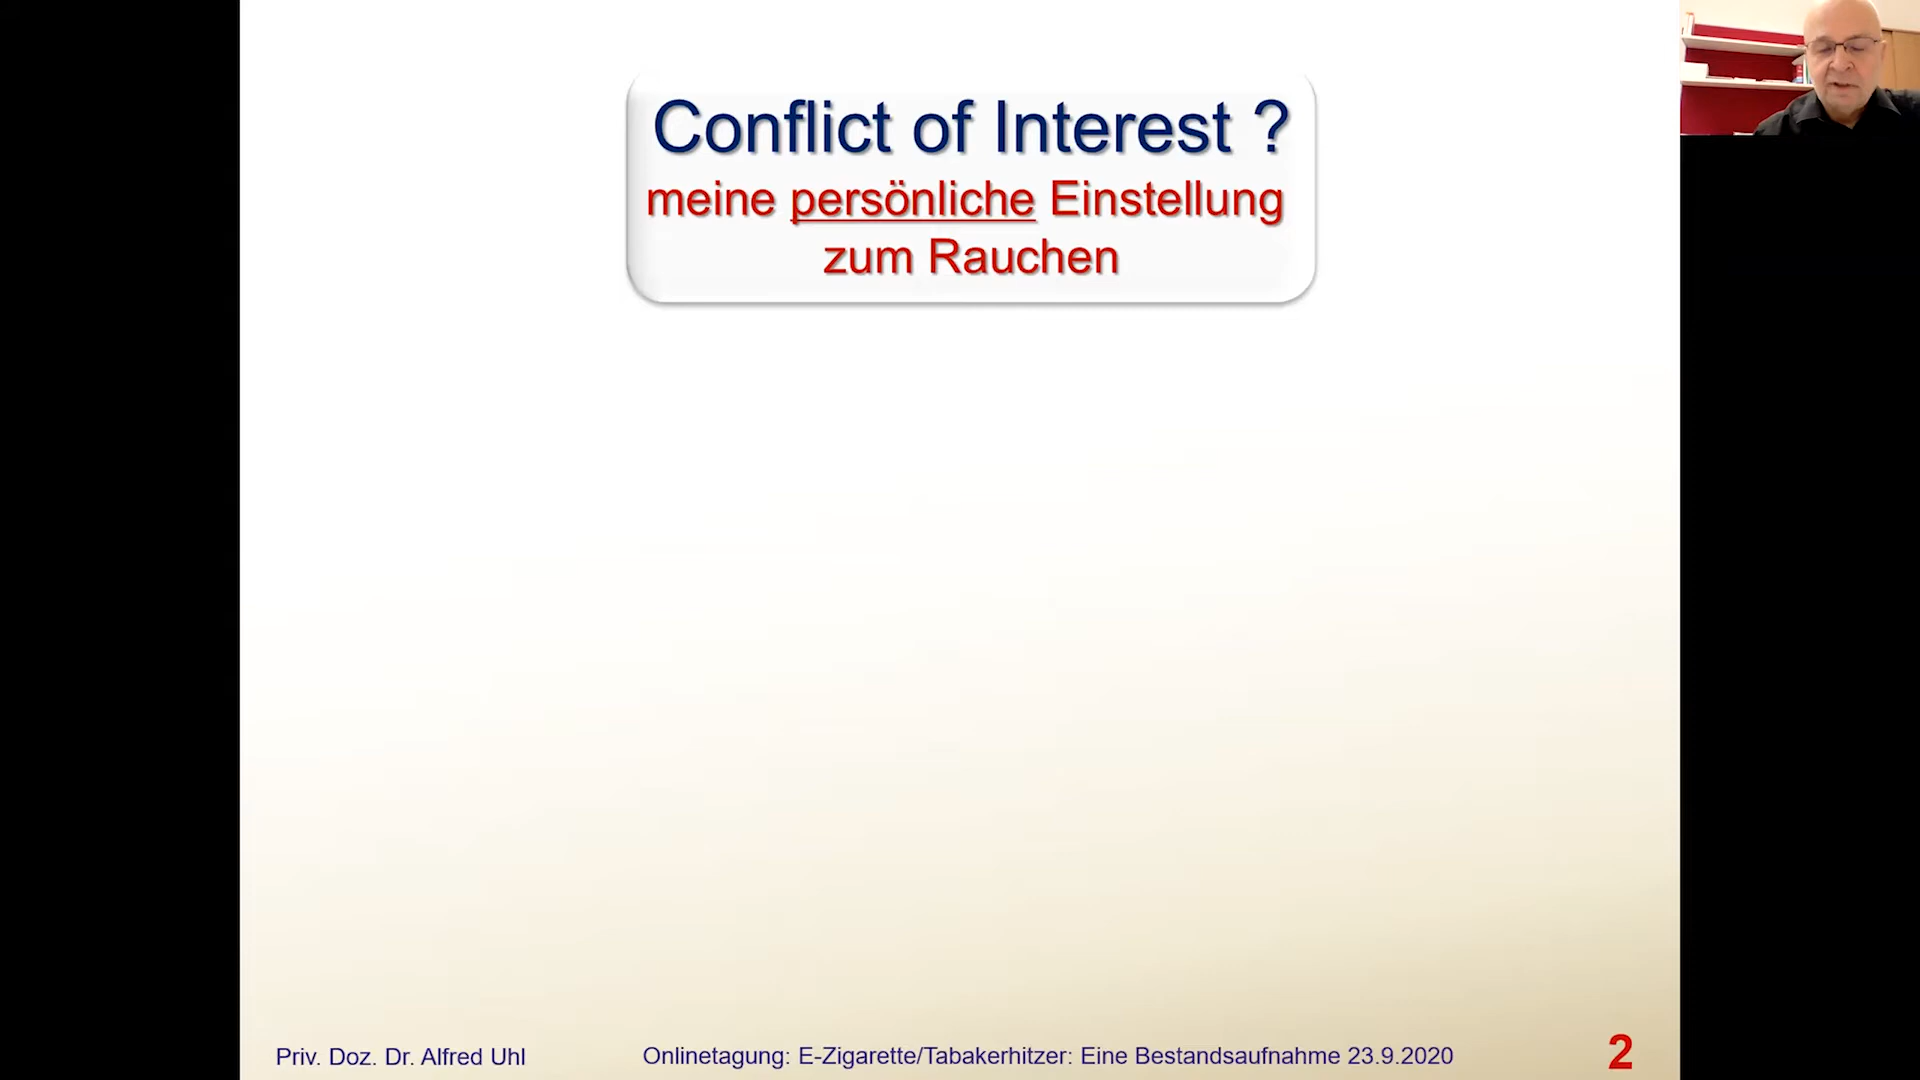 Conflict of Interest ?
meine persönliche Einstellung
zum Rauchen
Priv. Doz. Dr. Alfred Uhl
Onlinetagung: E-Zigarette/Tabakerhitzer: Eine Bestandsaufnahme 23.9.2020
2